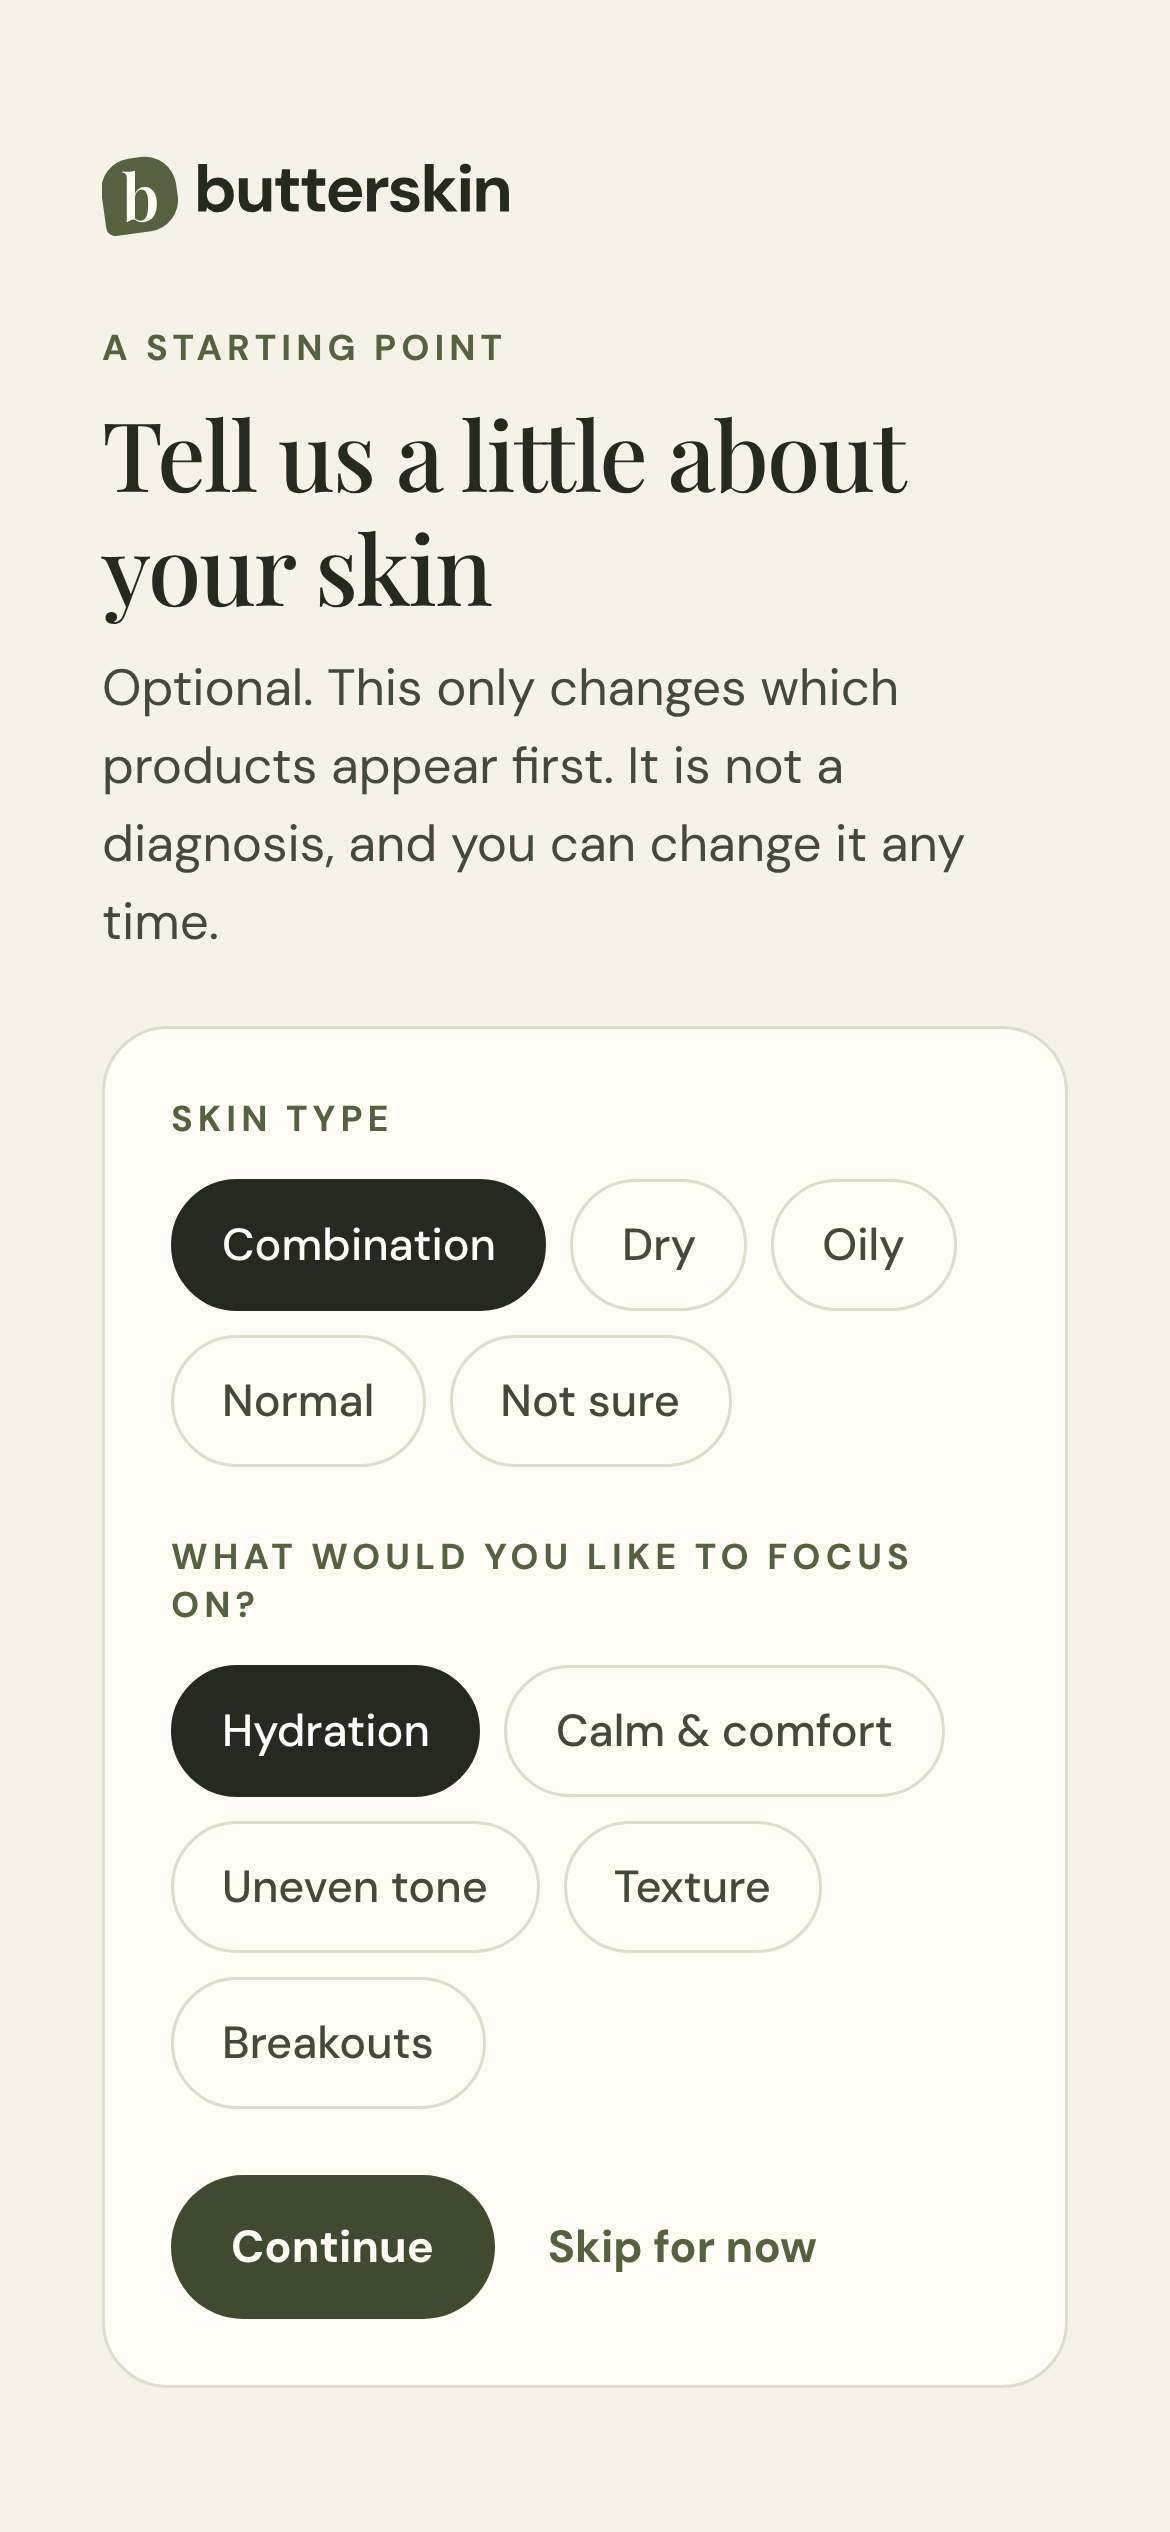 b butterskin
A STARTING POINT
Tell us a little about
your skin
Optional. This only changes which
products appear first. It is not a
diagnosis, and you can change it any
time.
SKIN TYPE
Combination Dry Oily
Normal Not sure
WHAT WOULD YOU LIKE TO FOCUS
ON?
Hydration Calm & comfort
Uneven tone Texture
Breakouts
Continue Skip for now